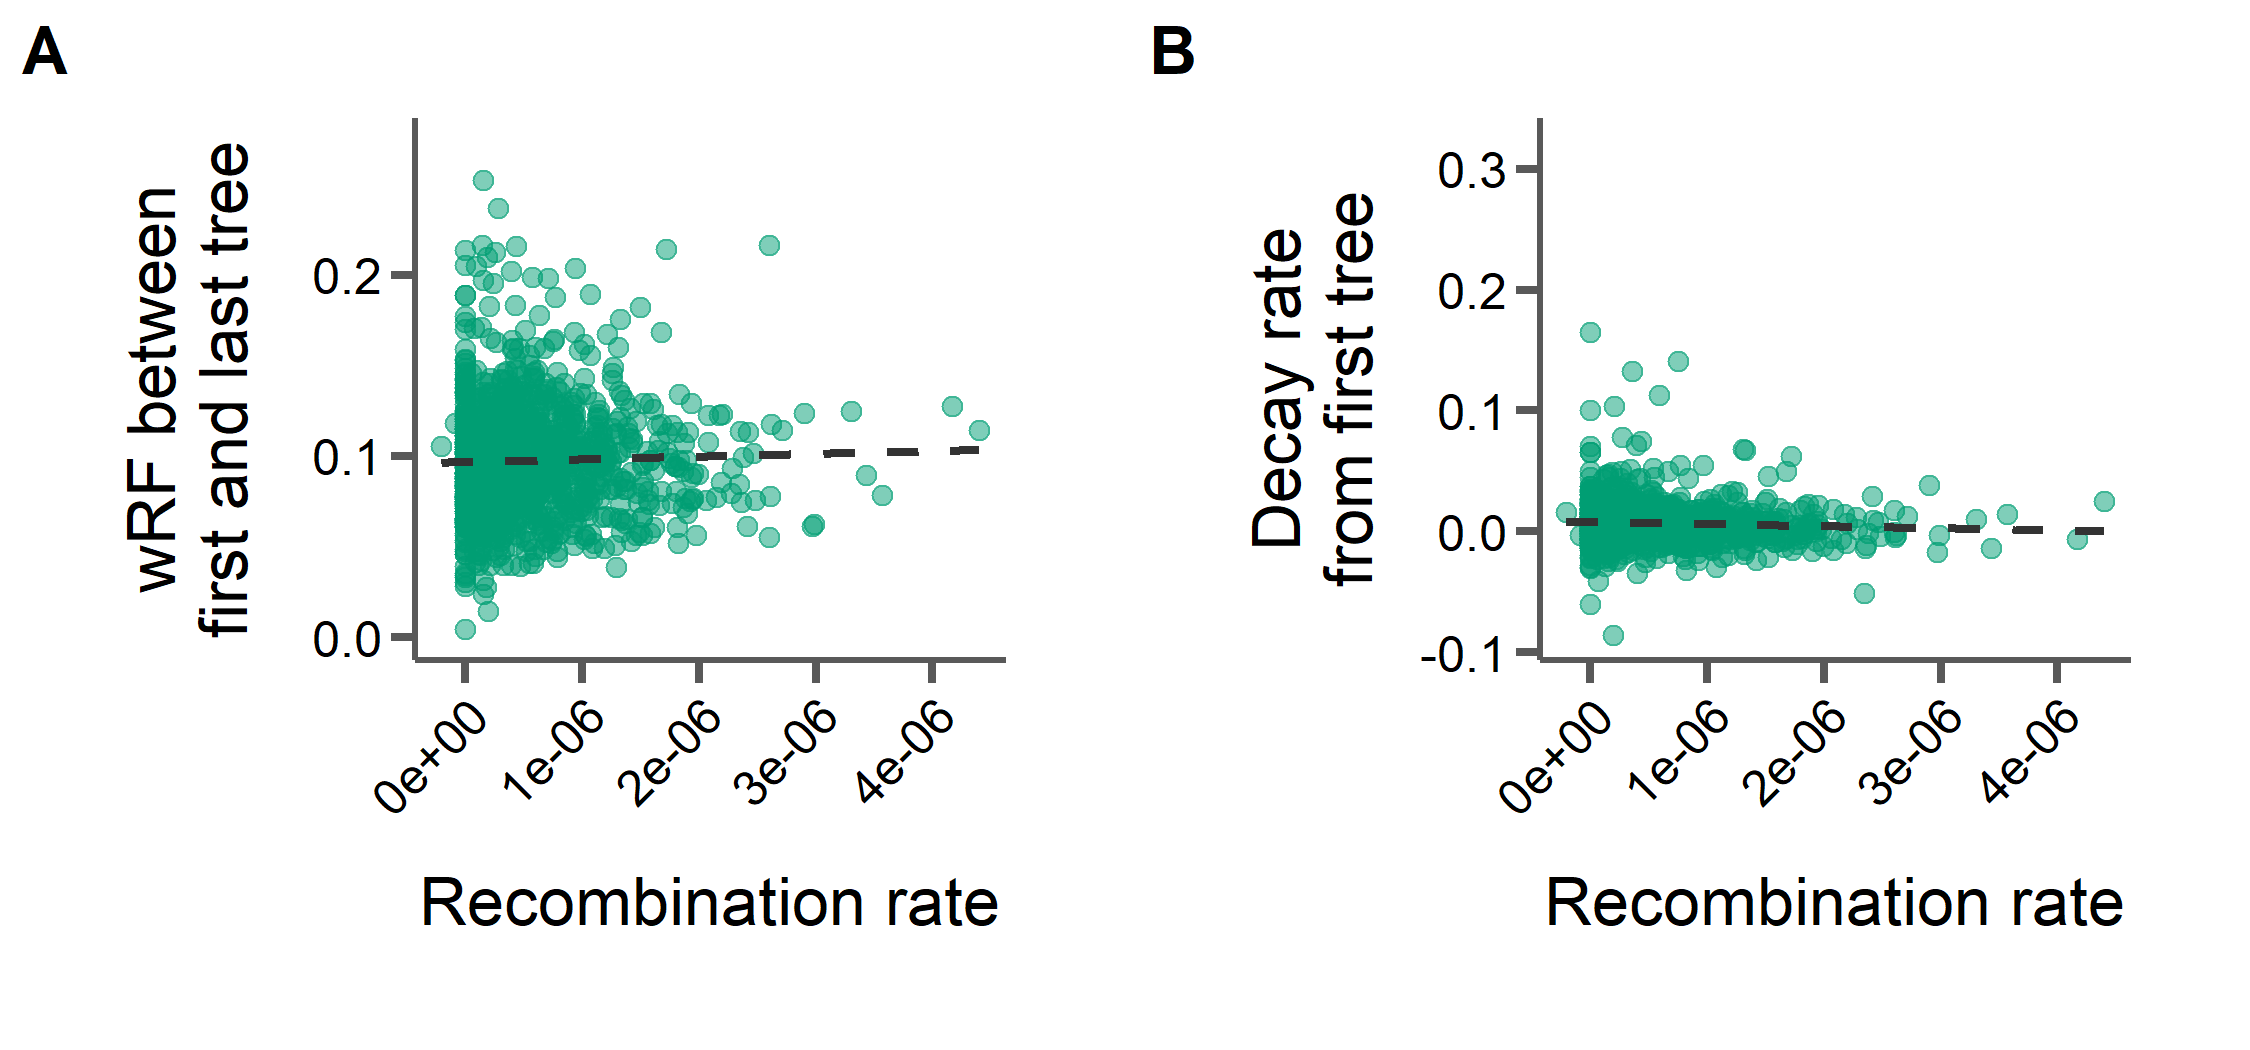 A
wRF between
first and last tree
0.2
0.1
0.0
0e+00
1e-06
2e-06
3e-06
4e-06
Recombination rate
B
Decay rate
from first tree
0.3
0.2
0.1
0.0
-0.1
0e+00
1e-06
2e-06
3e-06
4e-06
Recombination rate